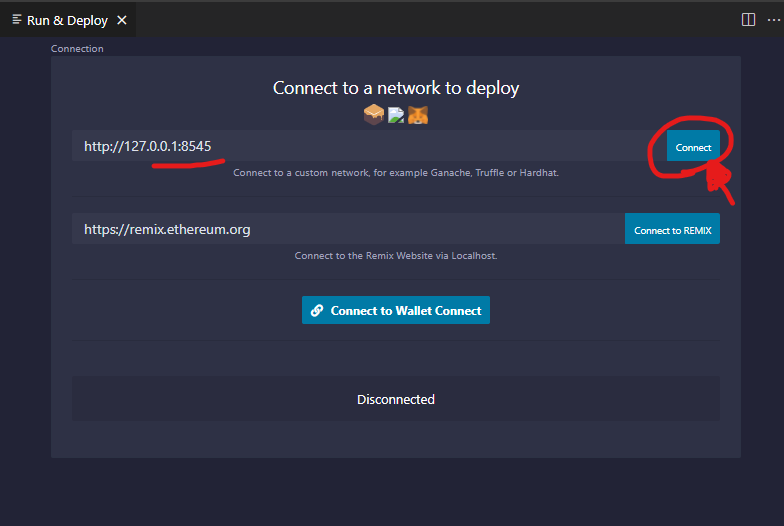 Run & Deploy
Connection
Connect to a network to deploy
http://127.0.0.1:8545
Connect
Connect to a custom network, for example Ganache, Truffle or Hardhat.
https://remix.ethereum.org
Connect to REMIX
Connect to the Remix Website via Localhost.
Connect to Wallet Connect
Disconnected